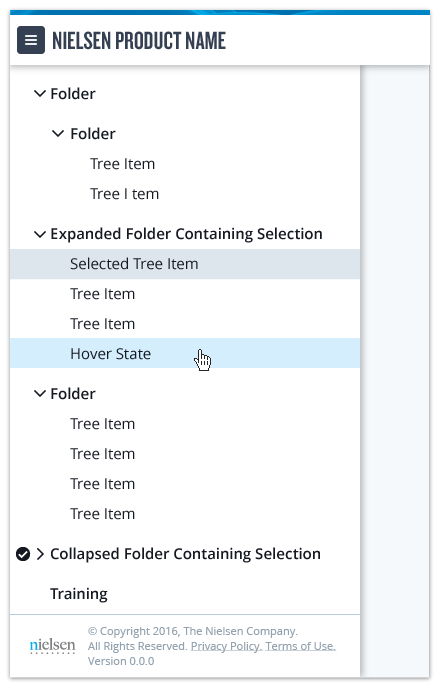 NIELSEN PRODUCT NAME
Folder
Folder
Tree Item
Tree I tem
Expanded Folder Containing Selection
Selected Tree Item
Tree Item
Tree Item
Hover State
Folder
Tree Item
Tree Item
Tree Item
Tree Item
Collapsed Folder Containing Selection
Training
nielsen
© Copyright 2016, The Nielsen Company.
All Rights Reserved. Privacy Policy. Terms of Use.
Version 0.0.0